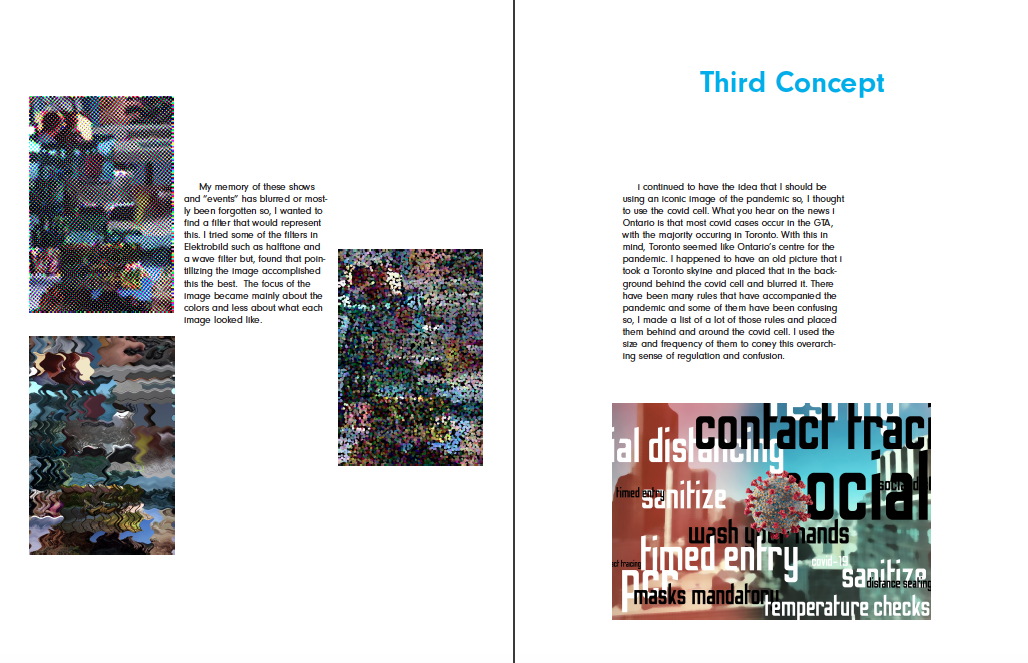 My memory of these shows
and “events” has blurred or most-
ly been forgotten so, I wanted to
find a filter that would represent
this. I tried some of the filters in
Elektrobild such as halftone and
a wave filter but, found that poin-
tillizing the image accomplished
this the best.  The focus of the
image became mainly about the
colors and less about what each
image looked like.
Third Concept
I continued to have the idea that I should be
using an iconic image of the pandemic so, I thought
to use the covid cell. What you hear on the news i
Ontario is that most covid cases occur in the GTA,
with the majority occuring in Toronto. With this in
mind, Toronto seemed like Ontario’s centre for the
pandemic. I happened to have an old picture that i
took a Toronto skyine and placed that in the back-
ground behind the covid cell and blurred it. There
have been many rules that have accompanied the
pandemic and some of them have been confusing
so, I made a list of a lot of those rules and placed
them behind and around the covid cell. I used the
size and frequency of them to coney this overarch-
ing sense of regulation and confusion.
contact traci
ial distancing
social
timed entry
sanitize
wash your hands
timed entry
covid-19
act tracing
sanitize
distance seating
masks mandatory
temperature checks